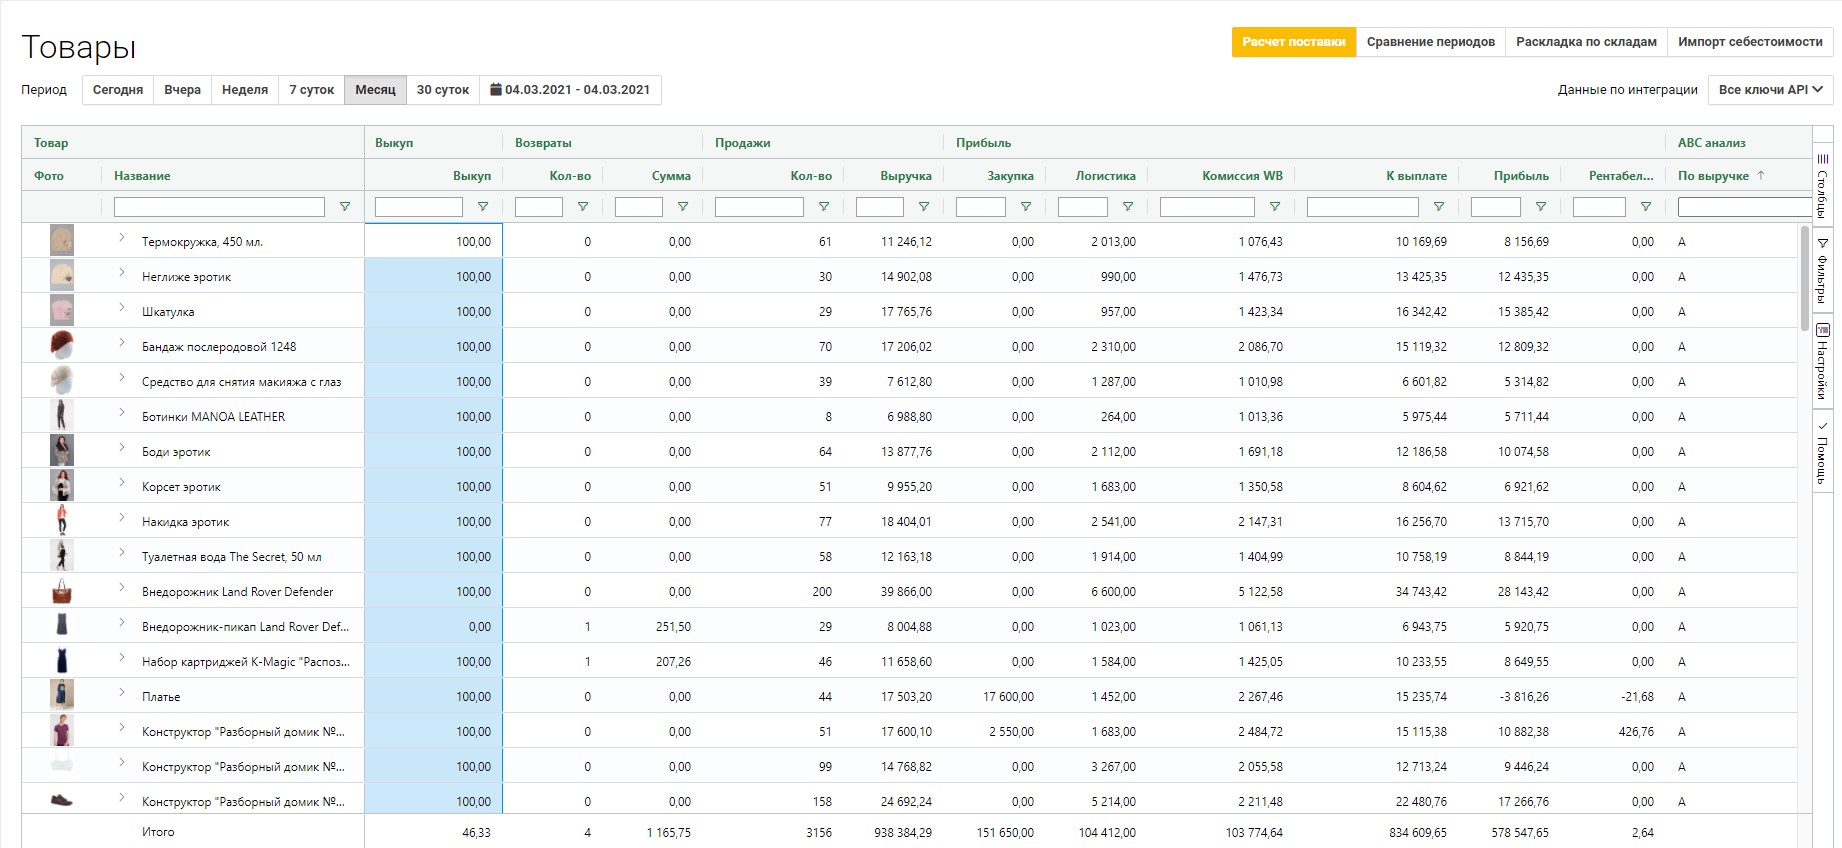 Товары
Расчет поставки Сравнение периодов Раскладка по складам Импорт себестоимости
Период Сегодня Вчера Неделя 7 суток Месяц 30 суток 04.03.2021 - 04.03.2021 Данные по интеграции Все ключи API
Товар Выкуп Возвраты Продажи Прибыль ABC анализ
Фото Название Выкуп Кол-во Сумма Кол-во Выручка Закупка Логистика Комиссия WB К выплате Прибыль Рентабел... По выручке
Термокружка, 450 мл. 100,00 0 0,00 61 11 246,12 0,00 2 013,00 1 076,43 10 169,69 8 156,69 0,00 A
Неглиже эротик 100,00 0 0,00 30 14 902,08 0,00 990,00 1 476,73 13 425,35 12 435,35 0,00 A
Шкатулка 100,00 0 0,00 29 17 765,76 0,00 957,00 1 423,34 16 342,42 15 385,42 0,00 A
Бандаж послеродовой 1248 100,00 0 0,00 70 17 206,02 0,00 2 310,00 2 086,70 15 119,32 12 809,32 0,00 A
Средство для снятия макияжа с глаз 100,00 0 0,00 39 7 612,80 0,00 1 287,00 1 010,98 6 601,82 5 314,82 0,00 A
Ботинки MANOA LEATHER 100,00 0 0,00 8 6 988,80 0,00 264,00 1 013,36 5 975,44 5 711,44 0,00 A
Боди эротик 100,00 0 0,00 64 13 877,76 0,00 2 112,00 1 691,18 12 186,58 10 074,58 0,00 A
Корсет эротик 100,00 0 0,00 51 9 955,20 0,00 1 683,00 1 350,58 8 604,62 6 921,62 0,00 A
Накидка эротик 100,00 0 0,00 77 18 404,01 0,00 2 541,00 2 147,31 16 256,70 13 715,70 0,00 A
Туалетная вода The Secret, 50 мл 100,00 0 0,00 58 12 163,18 0,00 1 914,00 1 404,99 10 758,19 8 844,19 0,00 A
Внедорожник Land Rover Defender 100,00 0 0,00 200 39 866,00 0,00 6 600,00 5 122,58 34 743,42 28 143,42 0,00 A
Внедорожник-пикап Land Rover Def... 0,00 1 251,50 29 8 004,88 0,00 1 023,00 1 061,13 6 943,75 5 920,75 0,00 A
Набор картриджей K-Magic "Распоз... 100,00 1 207,26 46 11 658,60 0,00 1 584,00 1 425,05 10 233,55 8 649,55 0,00 A
Платье 100,00 0 0,00 44 17 503,20 17 600,00 1 452,00 2 267,46 15 235,74 -3 816,26 -21,68 A
Конструктор "Разборный домик №... 100,00 0 0,00 51 17 600,10 2 550,00 1 683,00 2 484,72 15 115,38 10 882,38 426,76 A
Конструктор "Разборный домик №... 100,00 0 0,00 99 14 768,82 0,00 3 267,00 2 055,58 12 713,24 9 446,24 0,00 A
Конструктор "Разборный домик №... 100,00 0 0,00 158 24 692,24 0,00 5 214,00 2 211,48 22 480,76 17 266,76 0,00 A
Итого 46,33 4 1 165,75 3156 938 384,29 151 650,00 104 412,00 103 774,64 834 609,65 578 547,65 2,64
Столбцы
Фильтры
Настройки
Помощь